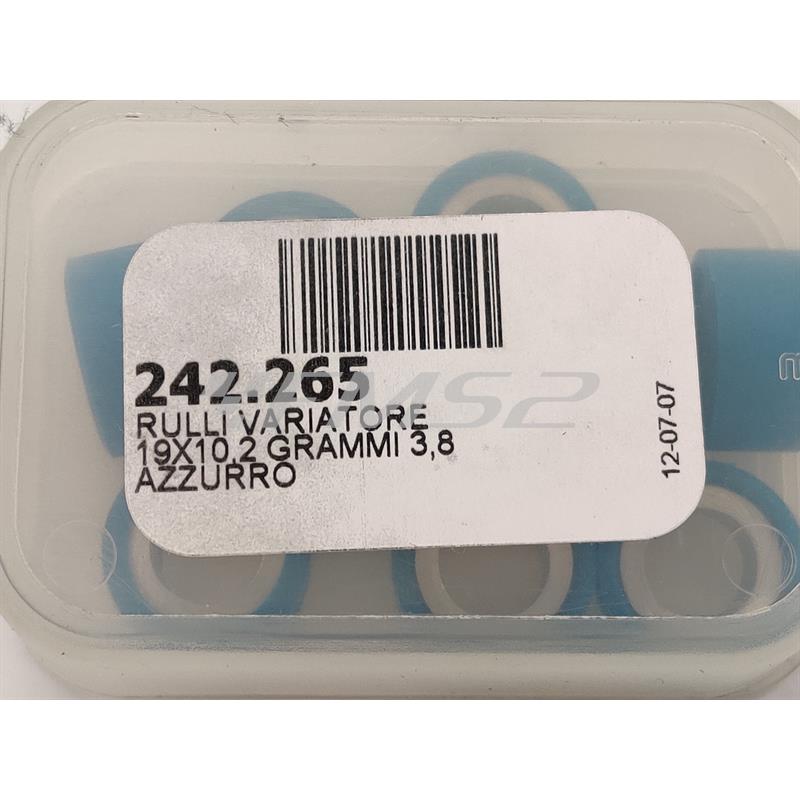 242.265
RULLI VARIATORE
19X10,2 GRAMMI 3,8
AZZURRO
12-07-07